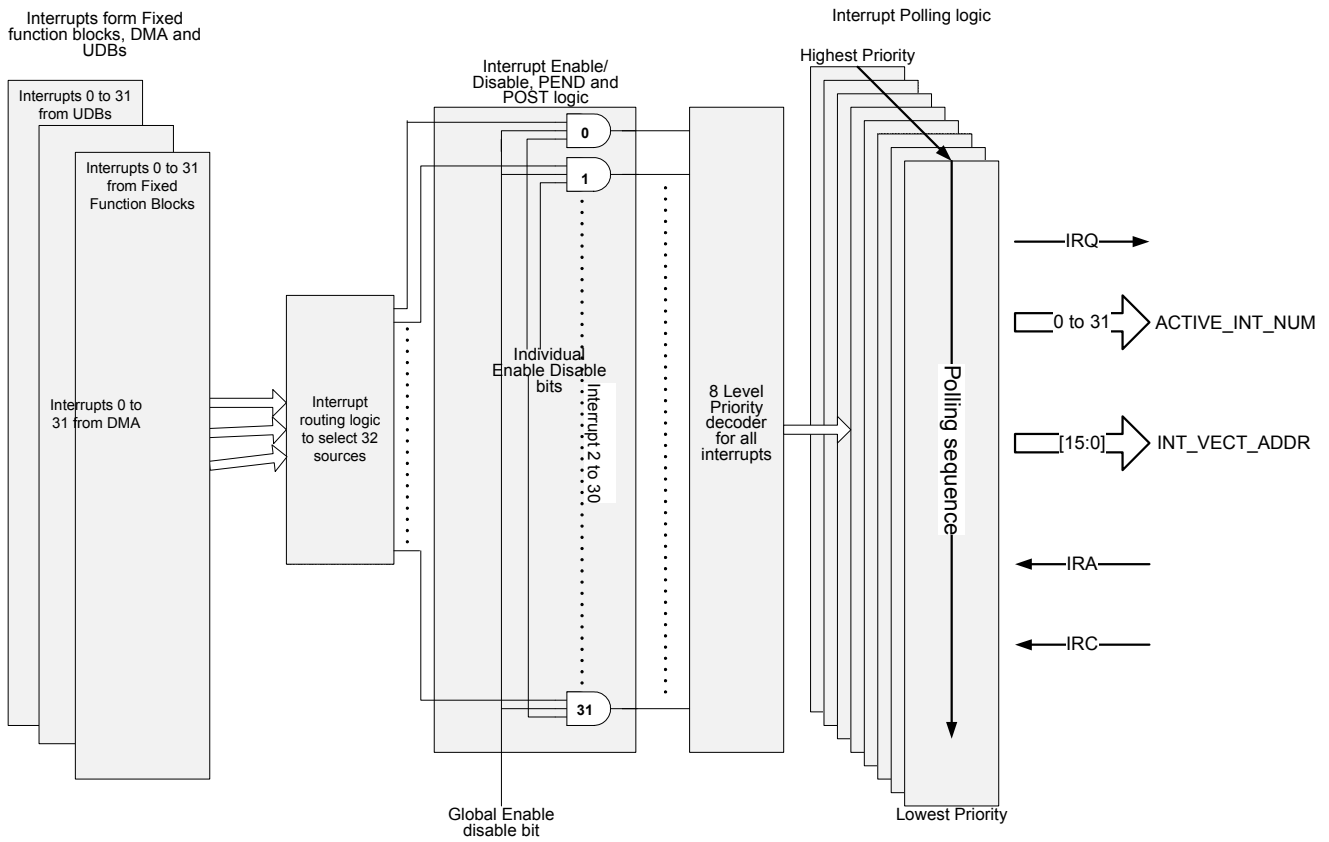 Interrupts form Fixed
function blocks, DMA and
UDBs
Interrupts 0 to 31
from UDBs
Interrupts 0 to 31
from Fixed
Function Blocks
Interrupts 0 to
31 from DMA
Interrupt
routing logic
to select 32
sources
Interrupt Enable/
Disable, PEND and
POST logic
0
1
Individual
Enable Disable
bits
Interrupt 2 to 30
31
Global Enable
disable bit
8 Level
Priority
decoder
for all
interrupts
Interrupt Polling logic
Highest Priority
Polling sequence
Lowest Priority
IRQ
0 to 31 ACTIVE_INT_NUM
[15:0] INT_VECT_ADDR
IRA
IRC